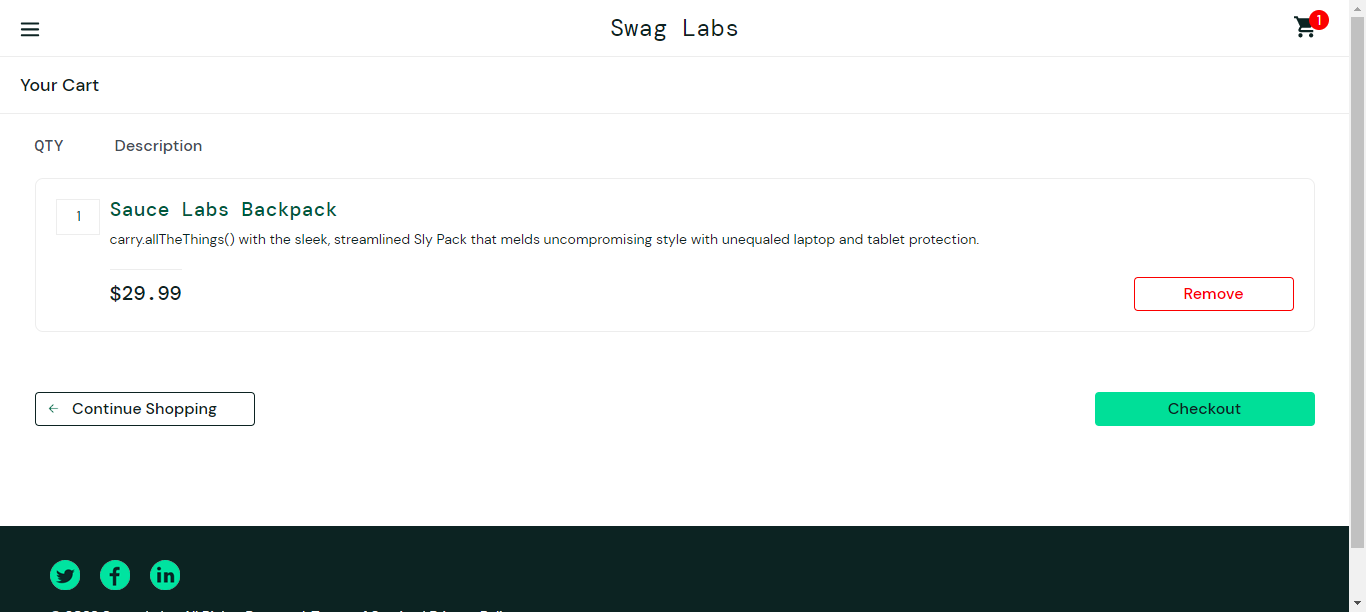 Swag Labs
1
Your Cart
QTY Description
1
Sauce Labs Backpack
carry.allTheThings() with the sleek, streamlined Sly Pack that melds uncompromising style with unequaled laptop and tablet protection.
$29.99
Remove
Continue Shopping
Checkout